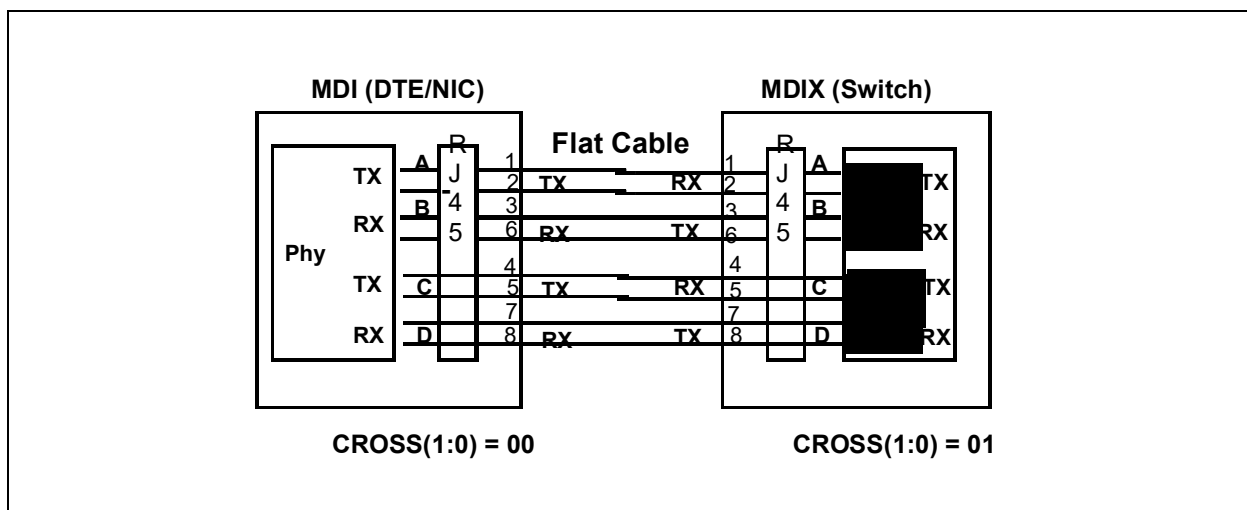 MDI (DTE/NIC)
MDIX (Switch)
Flat Cable
Phy
TX
RX
TX
RX
A
B
C
D
R
J
4
5
1
2
3
6
4
5
7
8
TX
RX
TX
RX
RX
TX
RX
TX
1
2
3
6
4
5
7
8
R
J
4
5
A
B
C
D
TX
RX
TX
RX
CROSS(1:0) = 00
CROSS(1:0) = 01